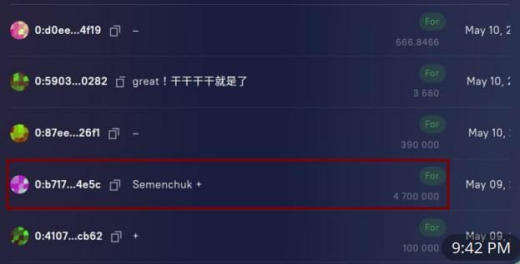 0:d0ee...4f19 – For May 10, 2
666.8466
0:5903...0282 great！干干干干就是了 For May 10, 2
3 660
0:87ee...26f1 – For May 10,
390 000
0:b717...4e5c Semenchuk + For May 09,
4 700 000
0:4107...cb62 + For May 09,
100 000
9:42 PM